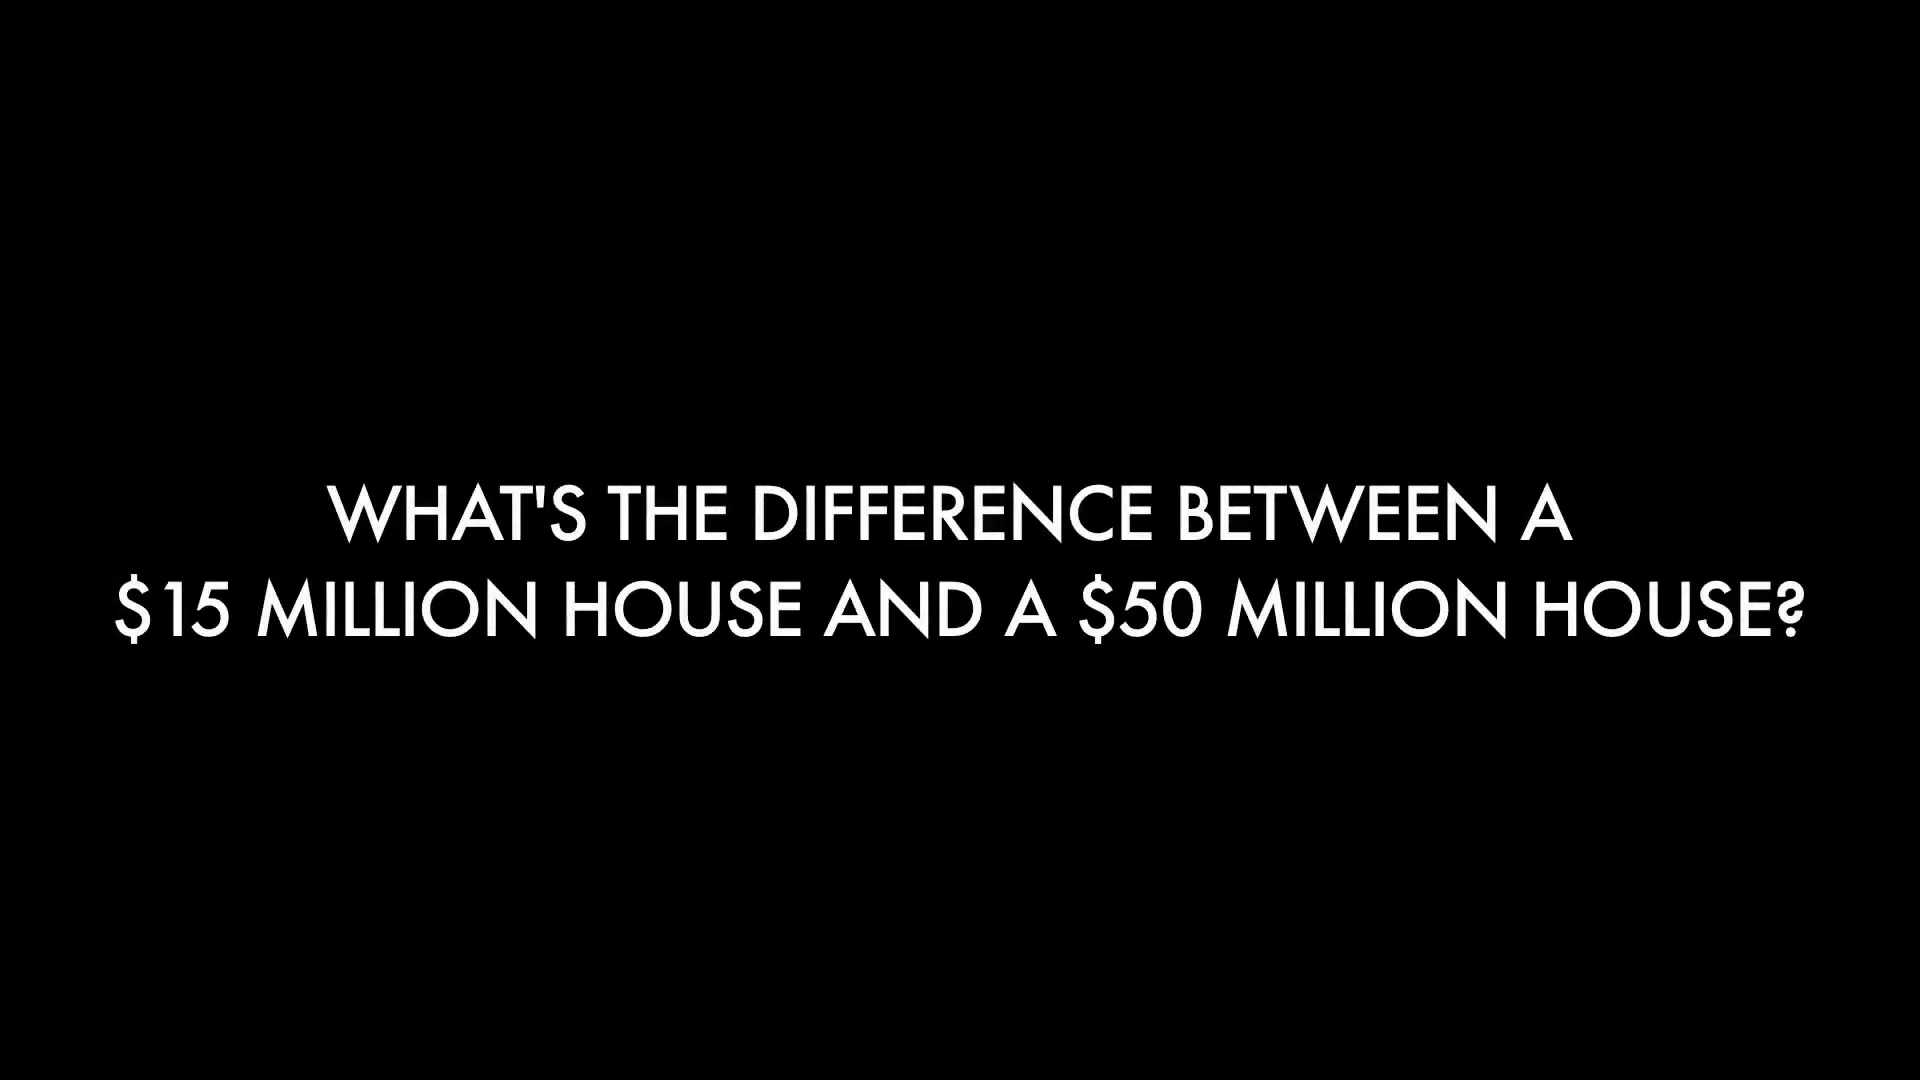 WHAT'S THE DIFFERENCE BETWEEN A
$15 MILLION HOUSE AND A $50 MILLION HOUSE?